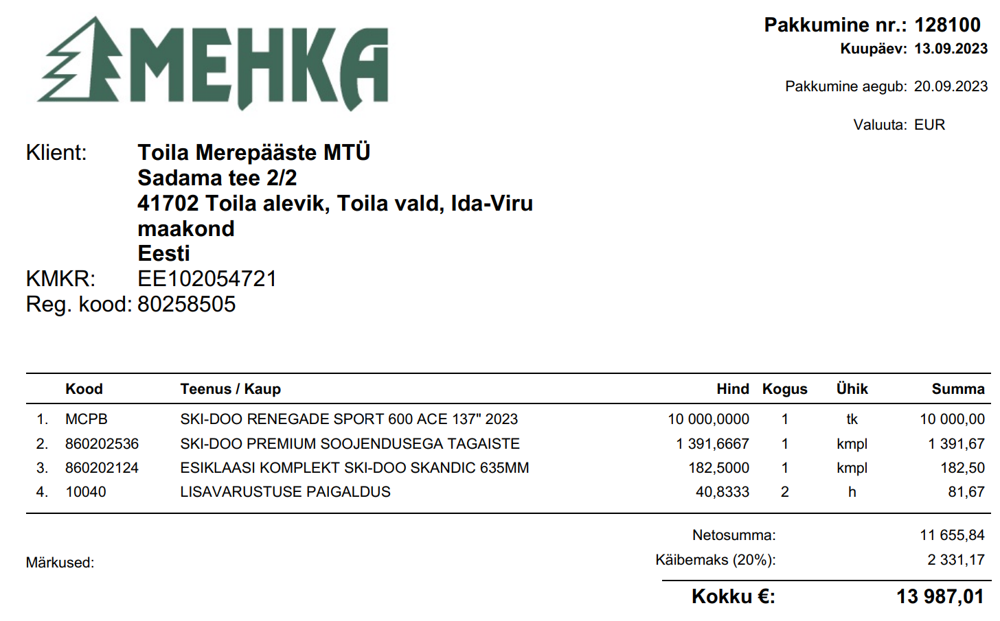 MEHKA
Pakkumine nr.: 128100
Kuupäev: 13.09.2023
Pakkumine aegub: 20.09.2023
Valuuta: EUR
Klient: Toila Merepääste MTÜ
Sadama tee 2/2
41702 Toila alevik, Toila vald, Ida-Viru
maakond
Eesti
KMKR: EE102054721
Reg. kood: 80258505
Kood Teenus / Kaup Hind Kogus Ühik Summa
1. MCPB SKI-DOO RENEGADE SPORT 600 ACE 137" 2023 10 000,0000 1 tk 10 000,00
2. 860202536 SKI-DOO PREMIUM SOOJENDUSEGA TAGAISTE 1 391,6667 1 kmpl 1 391,67
3. 860202124 ESIKLAASI KOMPLEKT SKI-DOO SKANDIC 635MM 182,5000 1 kmpl 182,50
4. 10040 LISAVARUSTUSE PAIGALDUS 40,8333 2 h 81,67
Netosumma: 11 655,84
Käibemaks (20%): 2 331,17
Märkused:
Kokku €: 13 987,01